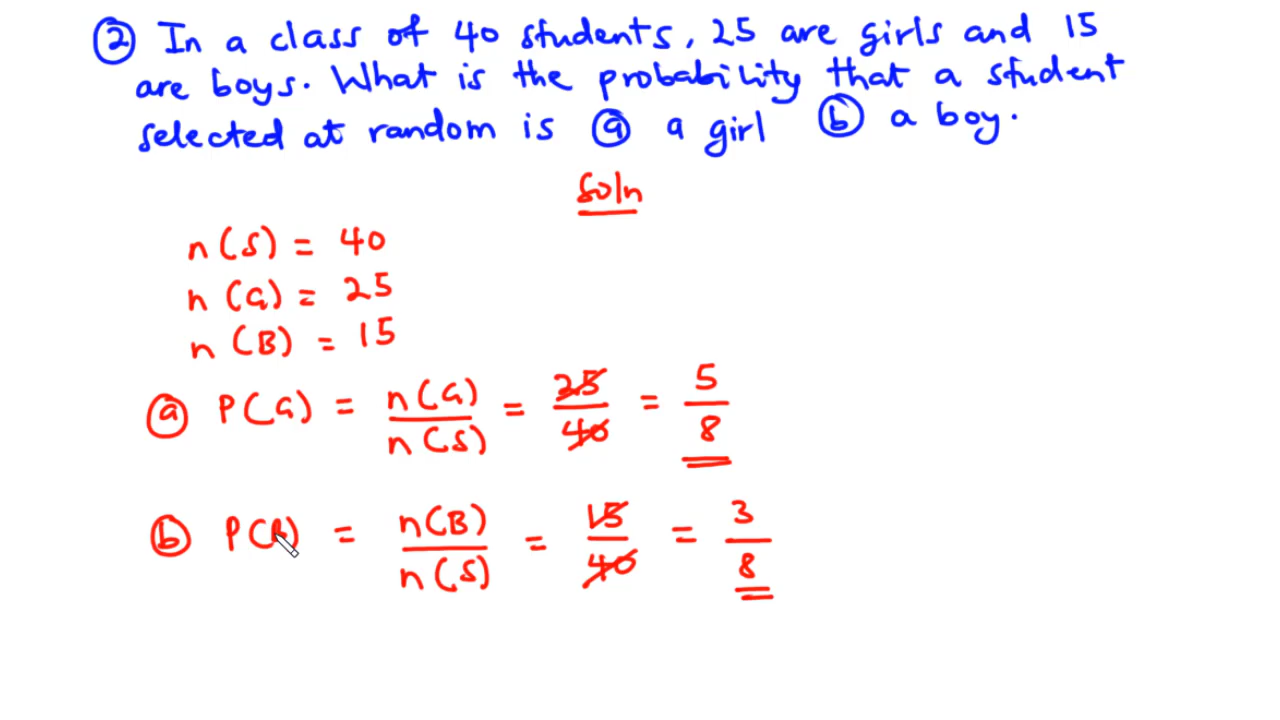 ② In a class of 40 students, 25 are girls and 15
are boys. What is the probability that a student
selected at random is ⓐ a girl ⓑ a boy.
Soln
n(S) = 40
n(G) = 25
n(B) = 15
ⓐ P(G) = n(G)/n(S) = 25/40 = 5/8
ⓑ P(B) = n(B)/n(S) = 15/40 = 3/8